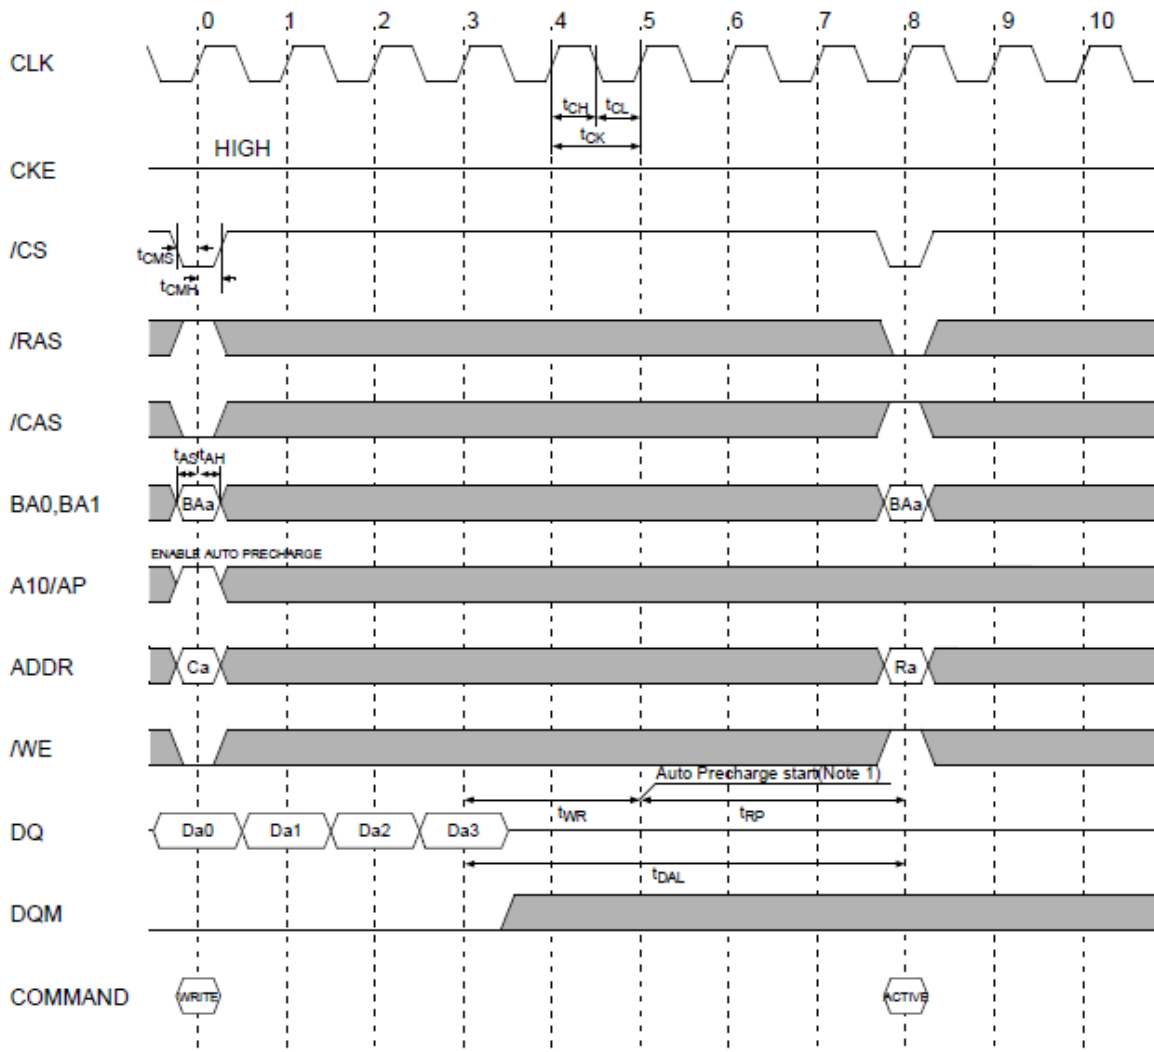 .0 1 .2 .3 .4 .5 .6 .7 .8 .9 .10
CLK
tCH tCL
tCK
HIGH
CKE
/CS
tCMS
tCMH
/RAS
/CAS
tAS tAH
BA0,BA1 BAa BAa
ENABLE AUTO PRECHARGE
A10/AP
ADDR Ca Ra
/WE
Auto Precharge start(Note 1)
tWR tRP
DQ Da0 Da1 Da2 Da3
tDAL
DQM
COMMAND WRITE ACTIVE